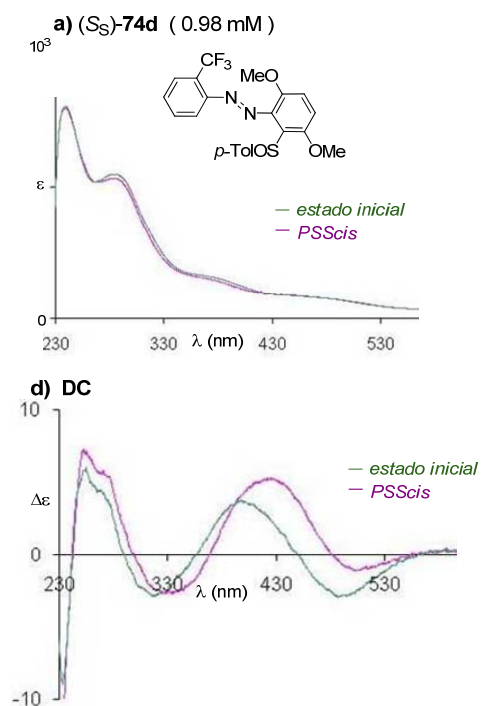 a) (S_S)-74d ( 0.98 mM )
10³
CF₃
MeO
N=N
p-TolOS
OMe
ε
estado inicial
PSScis
0
230 330 430 530
λ (nm)
d) DC
10
estado inicial
PSScis
Δε
0
230 330 430 530
λ (nm)
-10